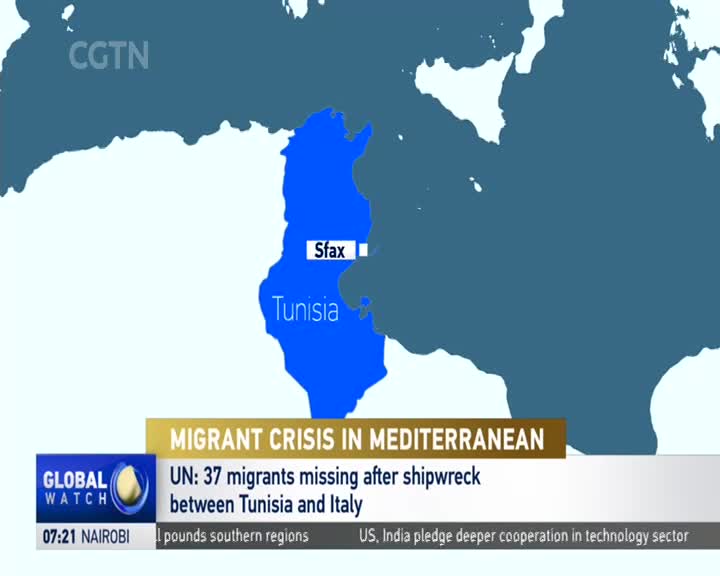 CGTN
Sfax
Tunisia
MIGRANT CRISIS IN MEDITERRANEAN
GLOBAL
WATCH
UN: 37 migrants missing after shipwreck
between Tunisia and Italy
07:21 NAIROBI
pounds southern regions US, India pledge deeper cooperation in technology sector